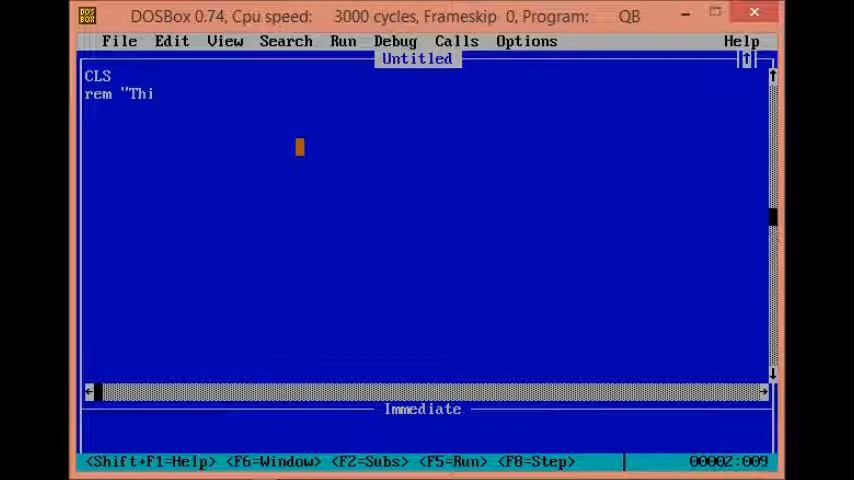 DOS BOX DOSBox 0.74, Cpu speed: 3000 cycles, Frameskip 0, Program: QB
File Edit View Search Run Debug Calls Options Help
Untitled
CLS
rem "Thi
Immediate
<Shift+F1=Help> <F6=Window> <F2=Subs> <F5=Run> <F8=Step> 00002:009